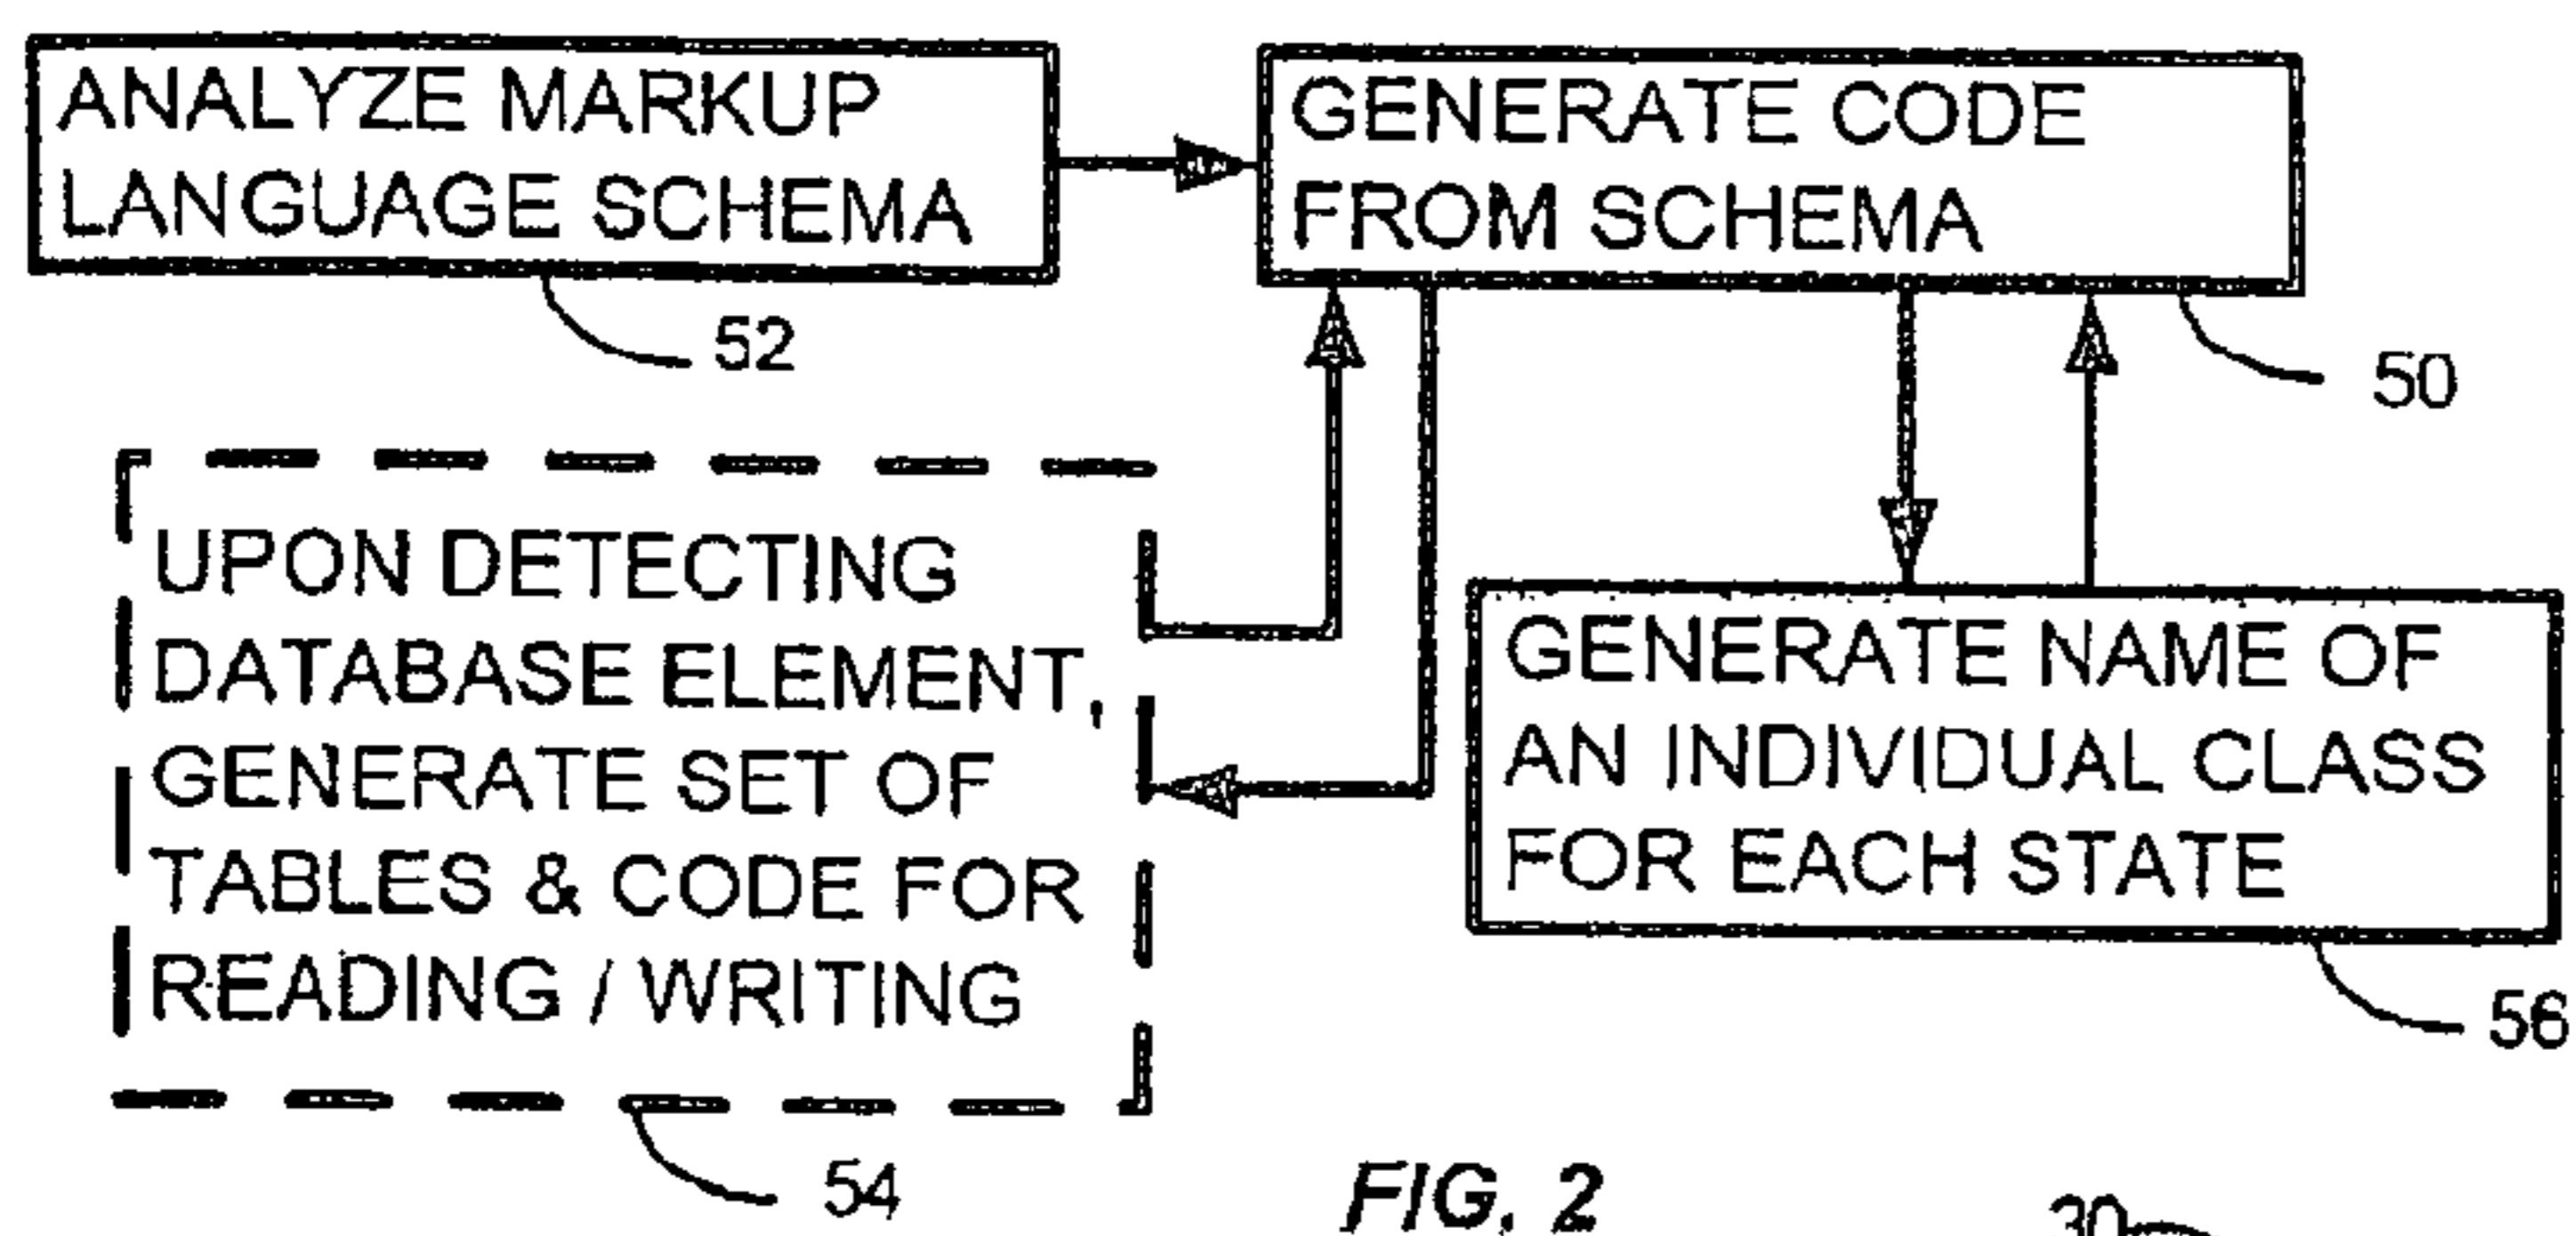 ANALYZE MARKUP
LANGUAGE SCHEMA
52
GENERATE CODE
FROM SCHEMA
50
UPON DETECTING
DATABASE ELEMENT,
GENERATE SET OF
TABLES & CODE FOR
READING / WRITING
54
GENERATE NAME OF
AN INDIVIDUAL CLASS
FOR EACH STATE
56
FIG. 2
30